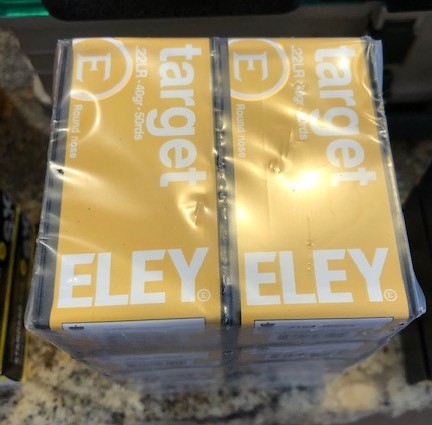 target
.22LR · 40gr · 50rds
E
Round nose
ELEY
target
.22LR · 40gr · 50rds
E
Round nose
ELEY